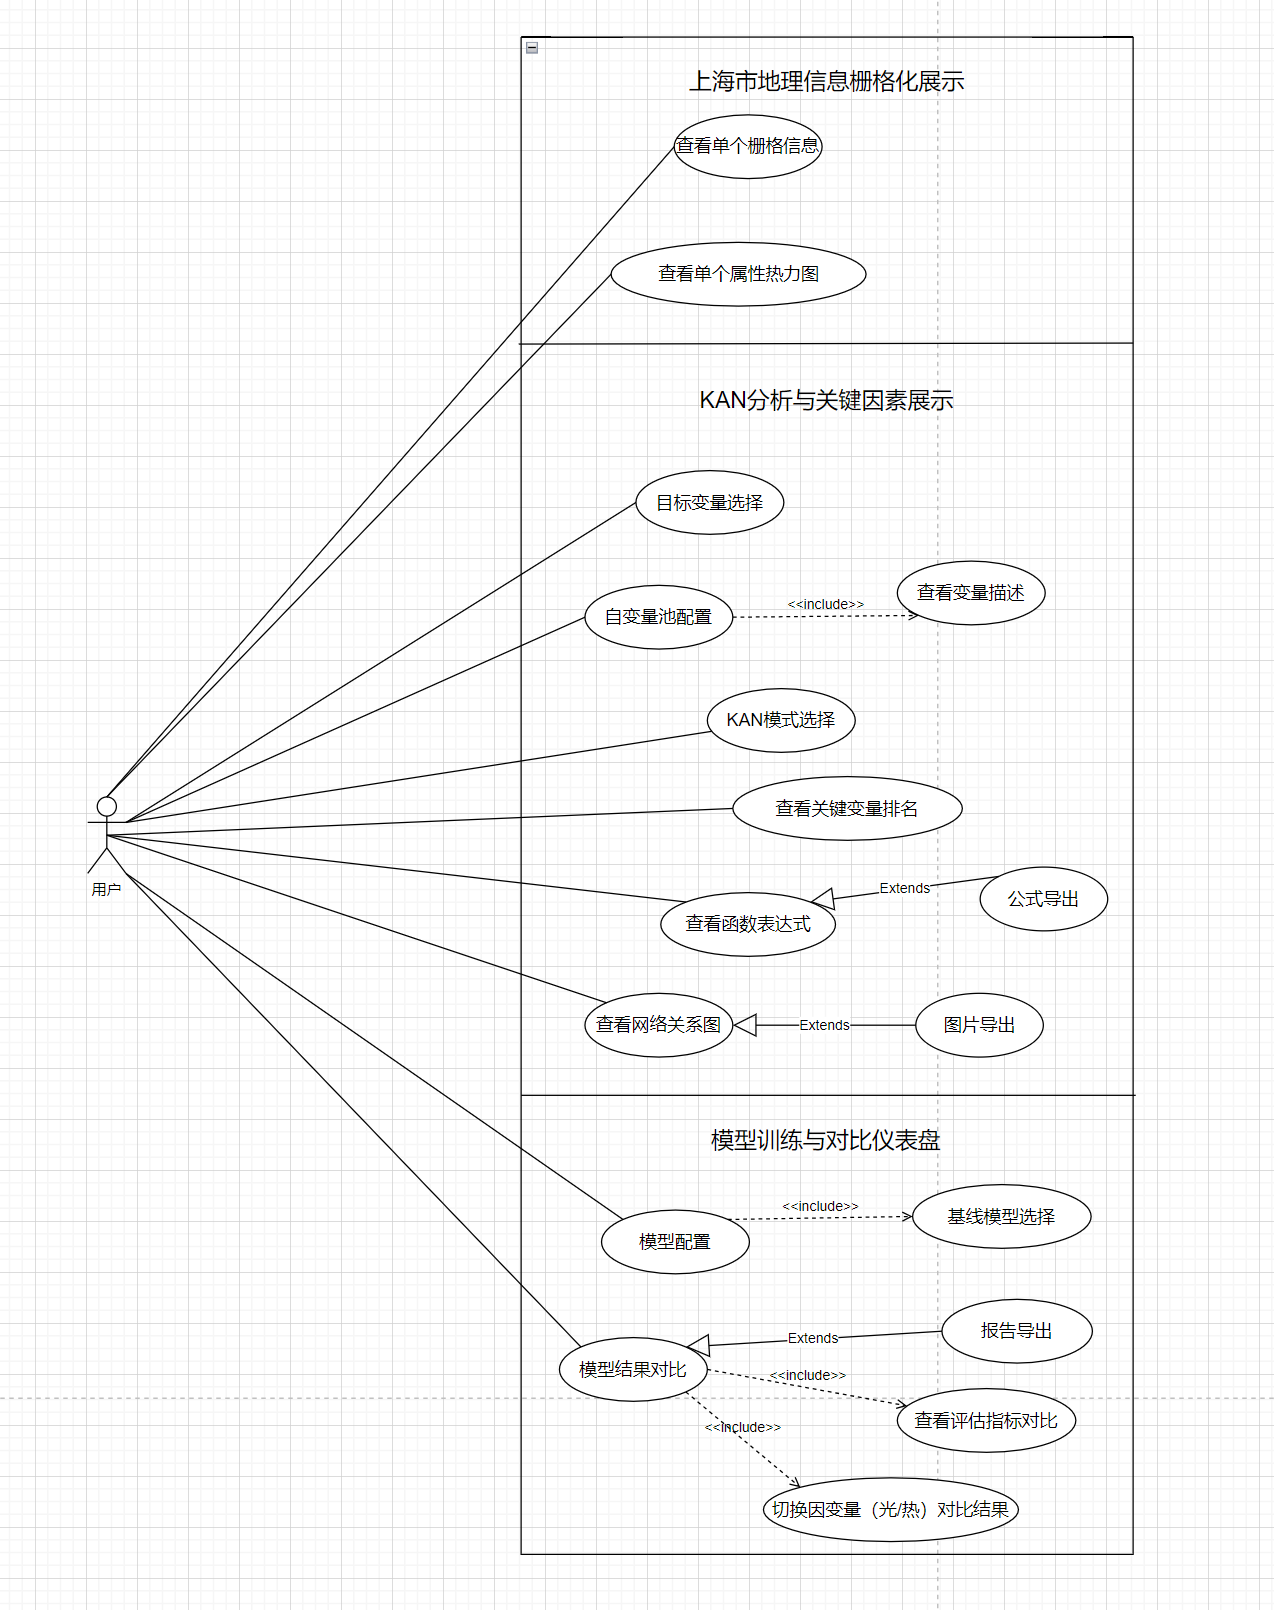 上海市地理信息栅格化展示
查看单个栅格信息
查看单个属性热力图
KAN分析与关键因素展示
目标变量选择
自变量池配置
<<include>>
查看变量描述
KAN模式选择
查看关键变量排名
用户
查看函数表达式
Extends
公式导出
查看网络关系图
Extends
图片导出
模型训练与对比仪表盘
模型配置
<<include>>
基线模型选择
模型结果对比
Extends
报告导出
<<include>>
查看评估指标对比
<<include>>
切换因变量（光/热）对比结果